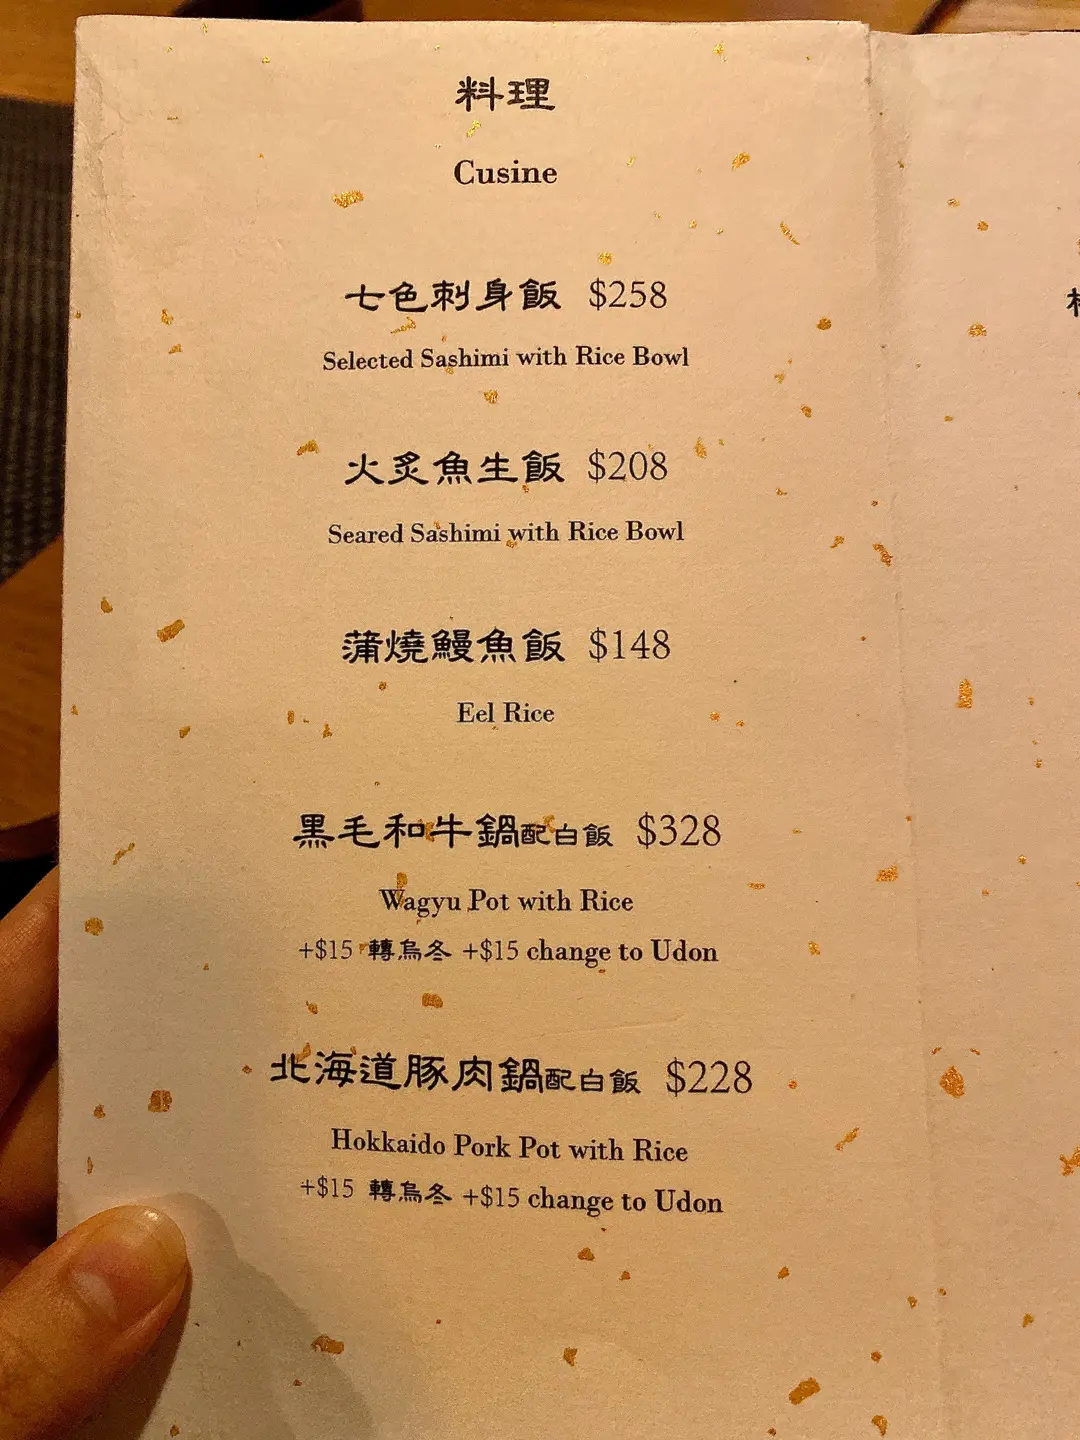 料理
Cusine
七色刺身飯 $258
Selected Sashimi with Rice Bowl
火炙魚生飯 $208
Seared Sashimi with Rice Bowl
蒲燒鰻魚飯 $148
Eel Rice
黑毛和牛鍋配白飯 $328
Wagyu Pot with Rice
+$15 轉烏冬 +$15 change to Udon
北海道豚肉鍋配白飯 $228
Hokkaido Pork Pot with Rice
+$15 轉烏冬 +$15 change to Udon